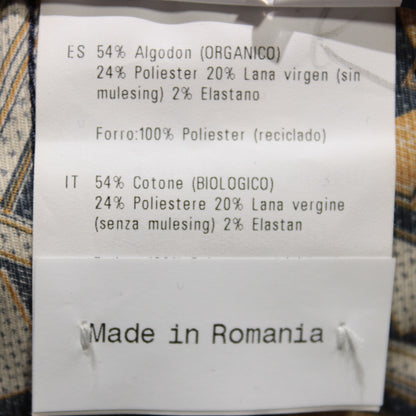 ES 54% Algodon (ORGANICO)
24% Poliester 20% Lana virgen (sin
mulesing) 2% Elastano
Forro:100% Poliester (reciclado)
IT 54% Cotone (BIOLOGICO)
24% Poliestere 20% Lana vergine
(senza mulesing) 2% Elastan
Made in Romania